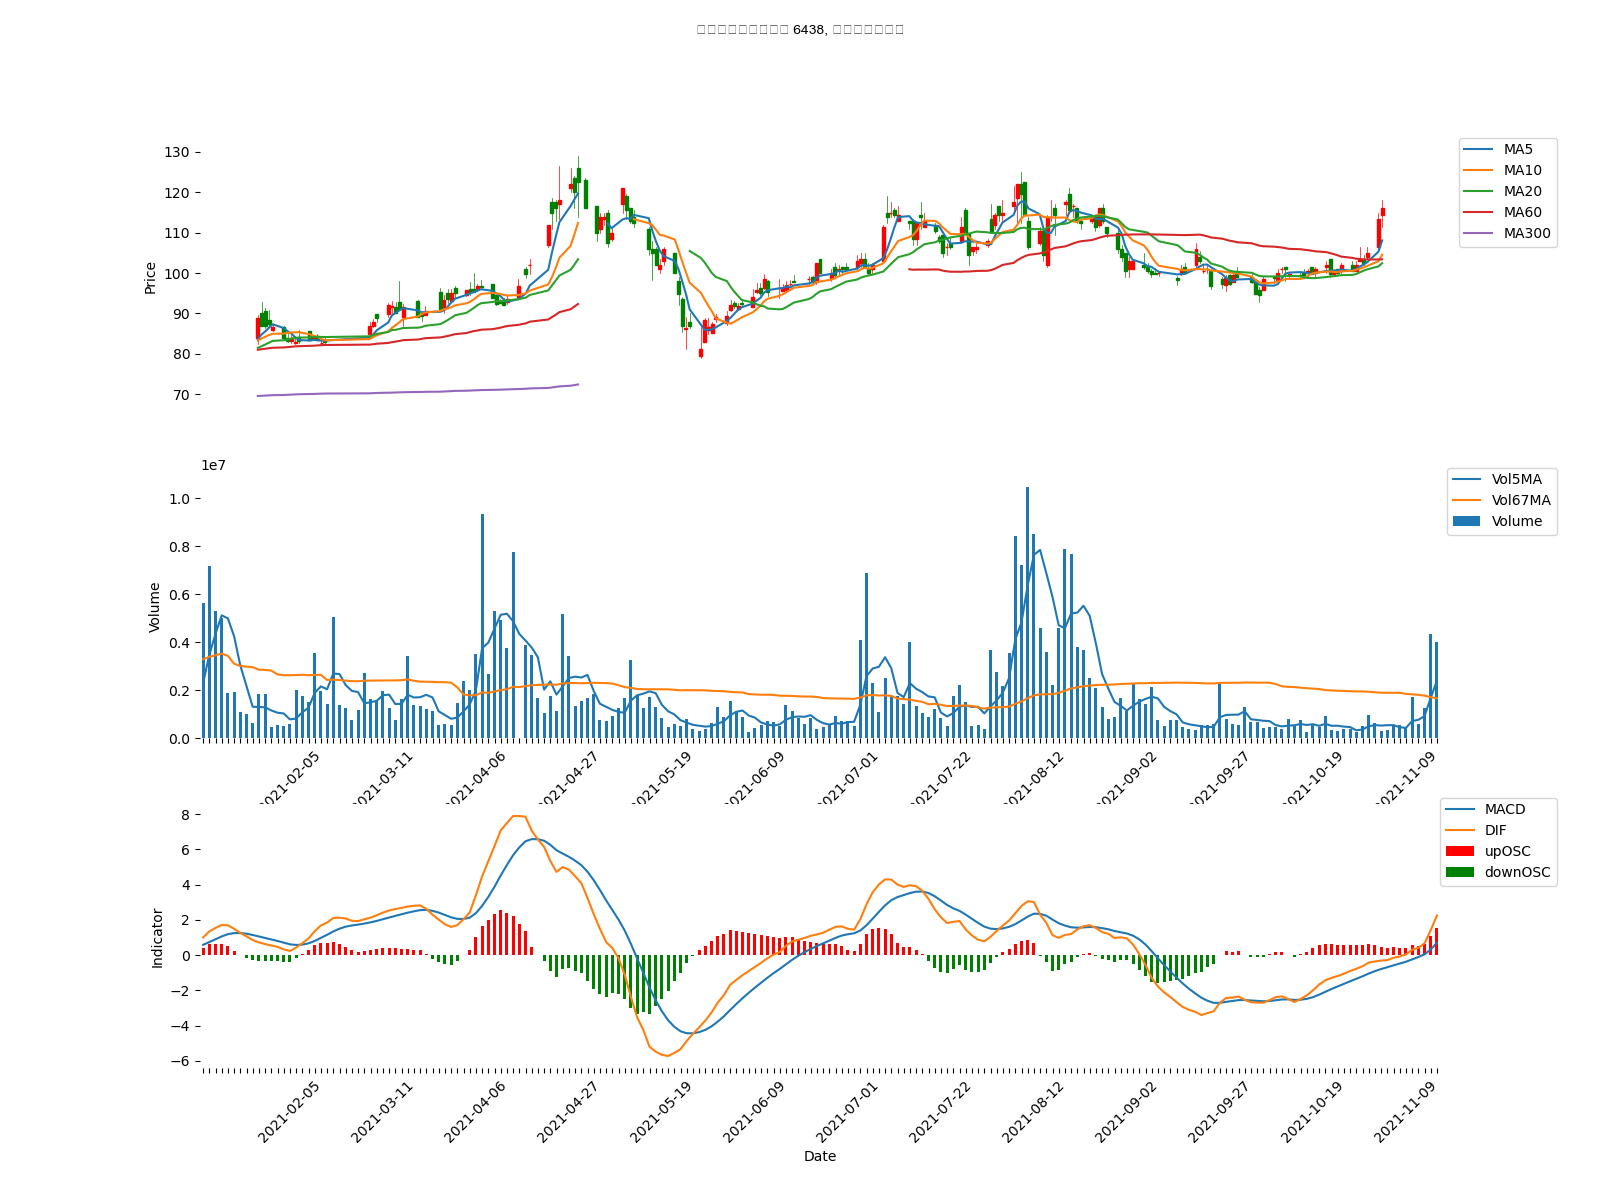 6438,
130
120
110
100
90
80
70
Price
MA5
MA10
MA20
MA60
MA300
1e7
1.0
0.8
0.6
0.4
0.2
0.0
Volume
Vol5MA
Vol67MA
Volume
2021-02-05 2021-03-11 2021-04-06 2021-04-27 2021-05-19 2021-06-09 2021-07-01 2021-07-22 2021-08-12 2021-09-02 2021-09-27 2021-10-19 2021-11-09
8
6
4
2
0
−2
−4
−6
Indicator
MACD
DIF
upOSC
downOSC
2021-02-05 2021-03-11 2021-04-06 2021-04-27 2021-05-19 2021-06-09 2021-07-01 2021-07-22 2021-08-12 2021-09-02 2021-09-27 2021-10-19 2021-11-09
Date